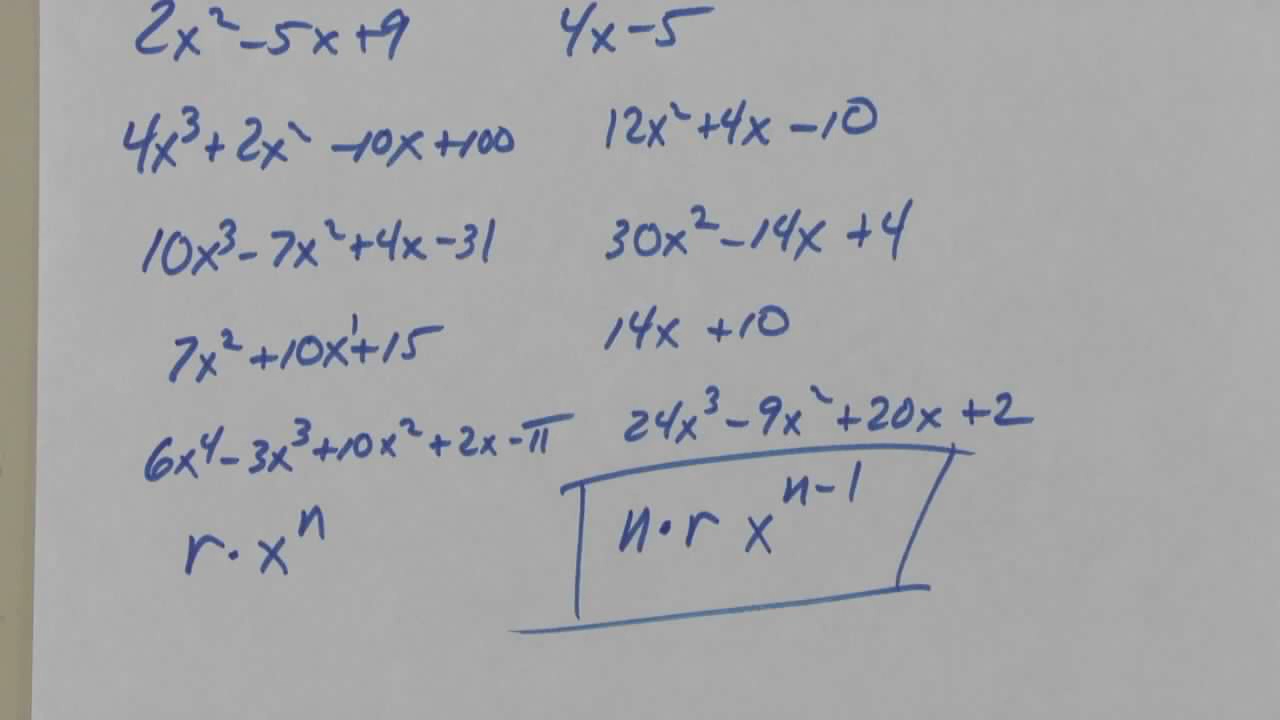 2x² -5x +9 4x -5
4x³ + 2x² -10x +100 12x² +4x -10
10x³ - 7x² +4x -31 30x² -14x +4
7x² +10x¹ +15 14x +10
6x⁴ - 3x³ +10x² +2x -π 24x³ -9x² +20x +2
r · xⁿ n · r xⁿ⁻¹